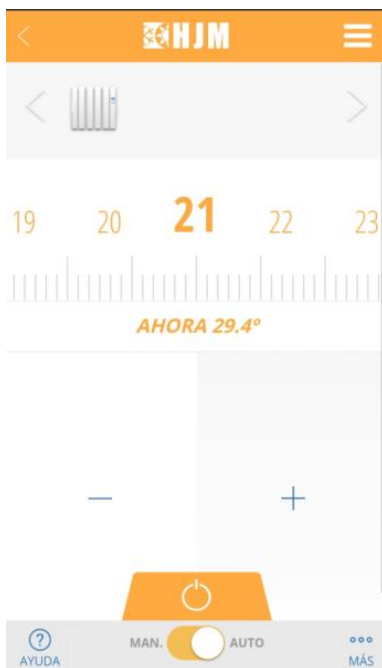 HJM
19 20 21 22 23
AHORA 29.4º
MAN. AUTO
AYUDA
MÁS